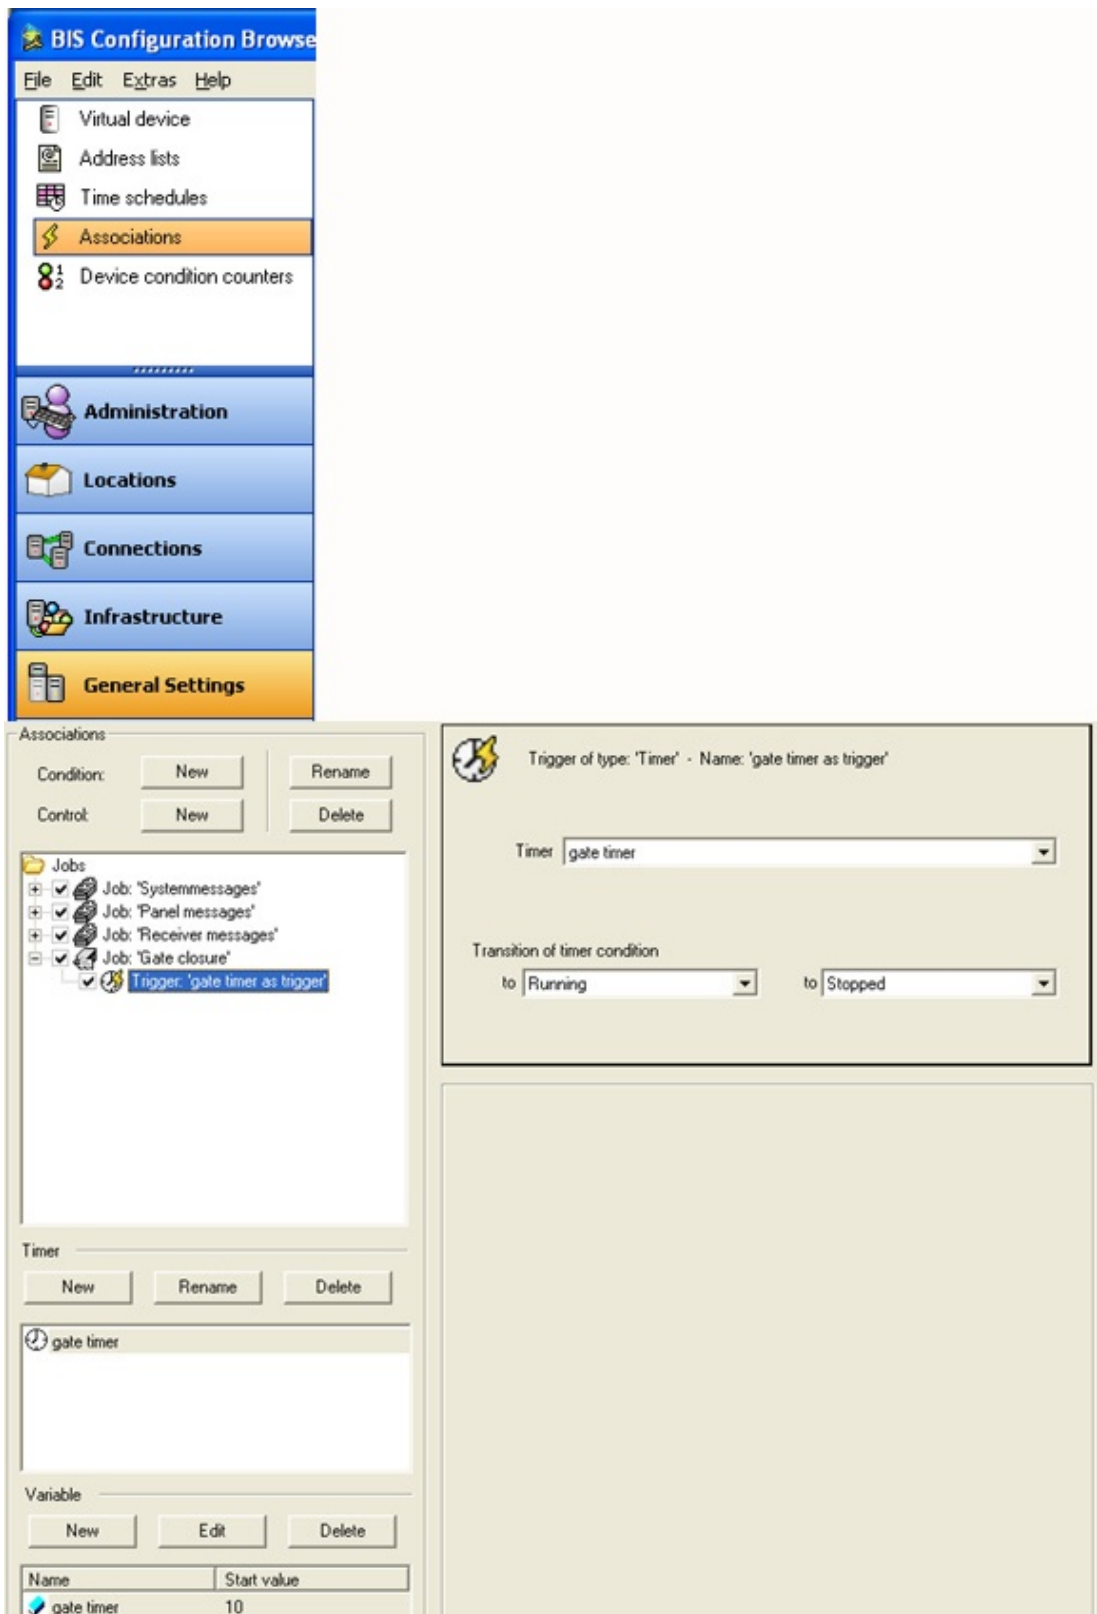 BIS Configuration Browse
File Edit Extras Help
Virtual device
Address lists
Time schedules
Associations
1 2 Device condition counters
Administration
Locations
Connections
Infrastructure
General Settings
Associations
Condition: New Rename
Control: New Delete
Jobs
Job: 'Systemmessages'
Job: 'Panel messages'
Job: 'Receiver messages'
Job: 'Gate closure'
Trigger: 'gate timer as trigger'
Timer
New Rename Delete
gate timer
Variable
New Edit Delete
Name Start value
gate timer 10
Trigger of type: 'Timer' - Name: 'gate timer as trigger'
Timer gate timer
Transition of timer condition
to Running to Stopped